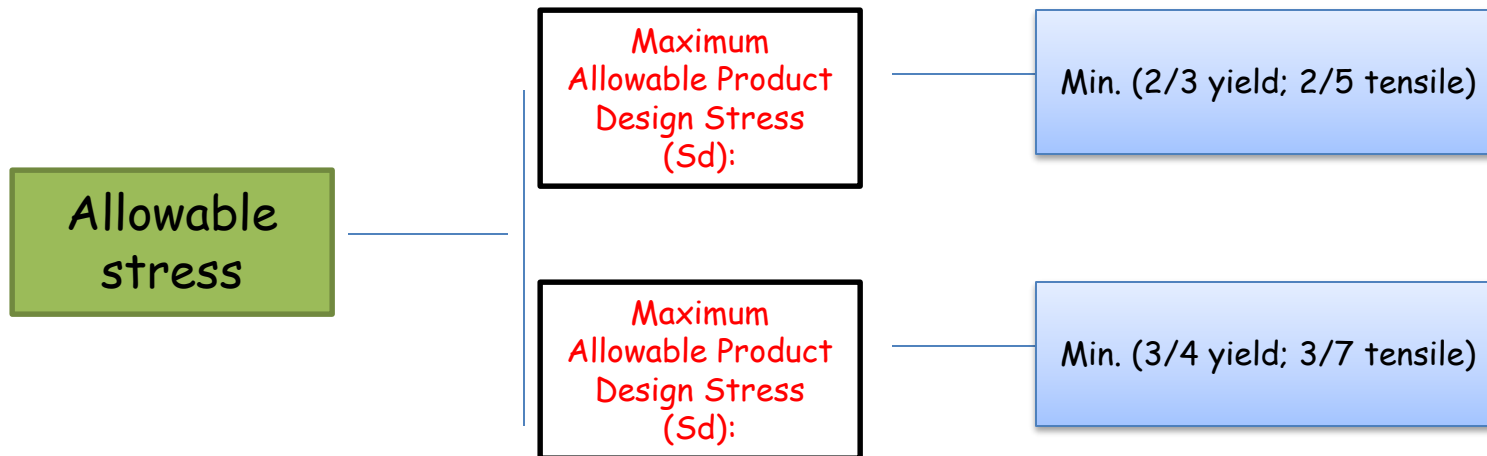 Maximum
Allowable Product
Design Stress
(Sd):
Min. (2/3 yield; 2/5 tensile)
Allowable
stress
Maximum
Allowable Product
Design Stress
(Sd):
Min. (3/4 yield; 3/7 tensile)